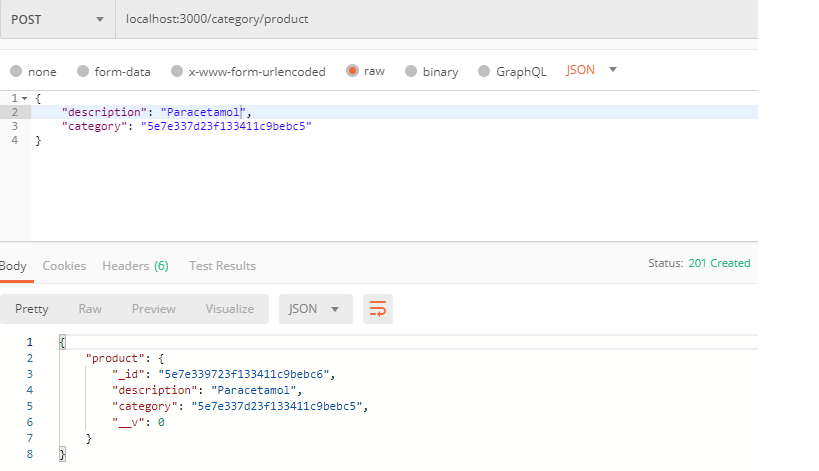 POST localhost:3000/category/product
none form-data x-www-form-urlencoded raw binary GraphQL JSON
1 {
2 "description": "Paracetamol",
3 "category": "5e7e337d23f133411c9bebc5"
4 }
Body Cookies Headers (6) Test Results Status: 201 Created
Pretty Raw Preview Visualize JSON
1 {
2 "product": {
3 "_id": "5e7e339723f133411c9bebc6",
4 "description": "Paracetamol",
5 "category": "5e7e337d23f133411c9bebc5",
6 "__v": 0
7 }
8 }